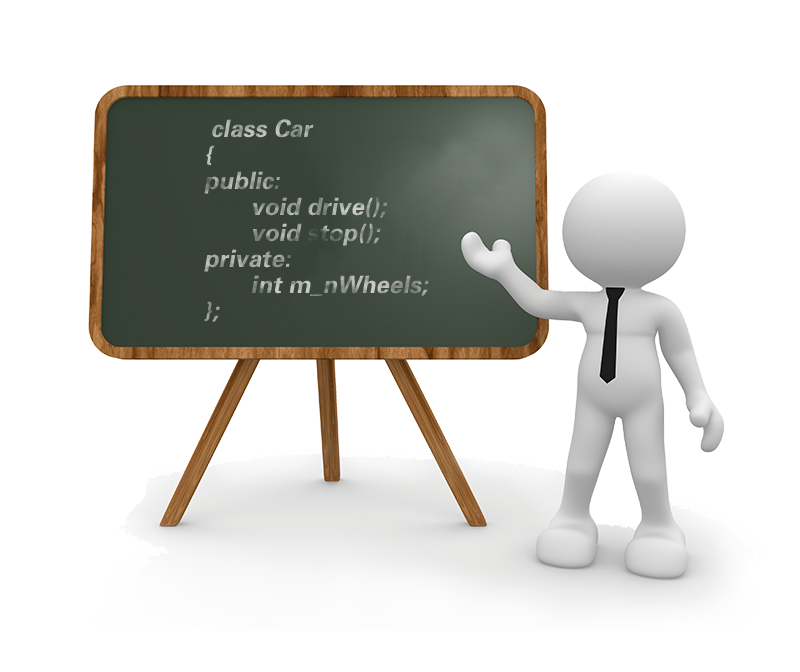 class Car
{
public:
void drive();
void stop();
private:
int m_nWheels;
};